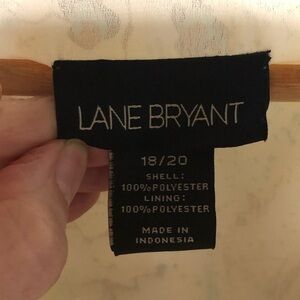 LANE BRYANT
18/20
SHELL:
100% POLYESTER
LINING:
100% POLYESTER
MADE IN
INDONESIA